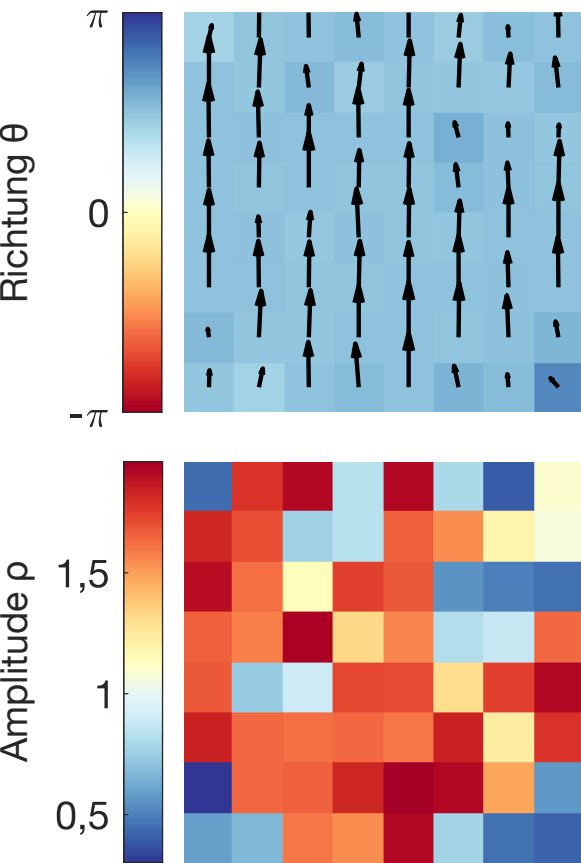 π
Richtung θ
0
-π
Amplitude ρ
1,5
1
0,5